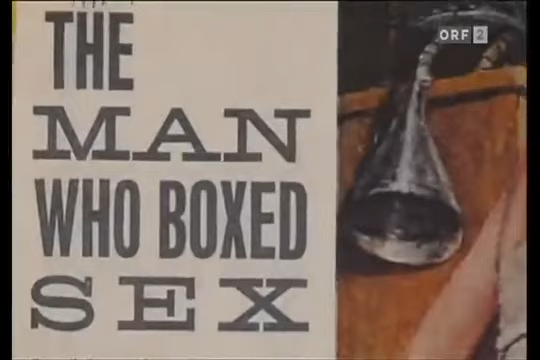 THE
MAN
WHO BOXED
SEX
ORF 2